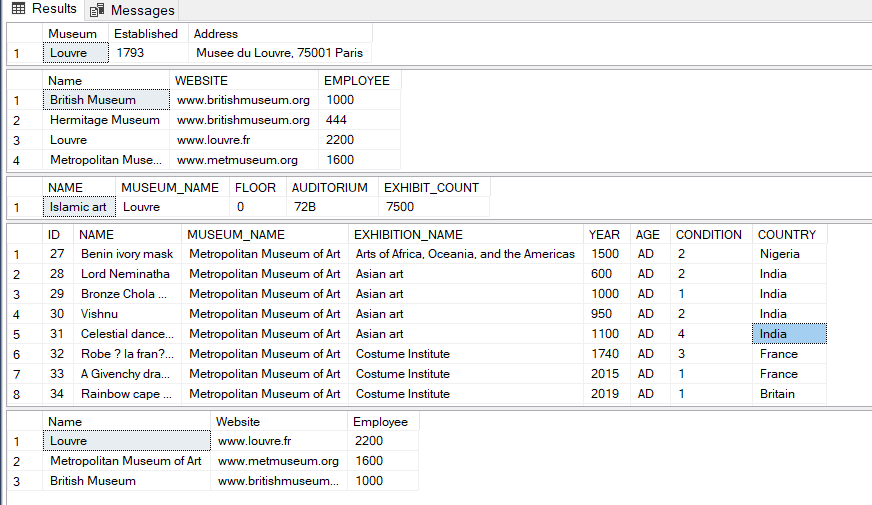 Results Messages
Museum Established Address
1 Louvre 1793 Musee du Louvre, 75001 Paris
Name WEBSITE EMPLOYEE
1 British Museum www.britishmuseum.org 1000
2 Hermitage Museum www.britishmuseum.org 444
3 Louvre www.louvre.fr 2200
4 Metropolitan Muse... www.metmuseum.org 1600
NAME MUSEUM_NAME FLOOR AUDITORIUM EXHIBIT_COUNT
1 Islamic art Louvre 0 72B 7500
ID NAME MUSEUM_NAME EXHIBITION_NAME YEAR AGE CONDITION COUNTRY
1 27 Benin ivory mask Metropolitan Museum of Art Arts of Africa, Oceania, and the Americas 1500 AD 2 Nigeria
2 28 Lord Neminatha Metropolitan Museum of Art Asian art 600 AD 2 India
3 29 Bronze Chola ... Metropolitan Museum of Art Asian art 1000 AD 1 India
4 30 Vishnu Metropolitan Museum of Art Asian art 950 AD 2 India
5 31 Celestial dance... Metropolitan Museum of Art Asian art 1100 AD 4 India
6 32 Robe ? la fran?... Metropolitan Museum of Art Costume Institute 1740 AD 3 France
7 33 A Givenchy dra... Metropolitan Museum of Art Costume Institute 2015 AD 1 France
8 34 Rainbow cape ... Metropolitan Museum of Art Costume Institute 2019 AD 1 Britain
Name Website Employee
1 Louvre www.louvre.fr 2200
2 Metropolitan Museum of Art www.metmuseum.org 1600
3 British Museum www.britishmuseum... 1000